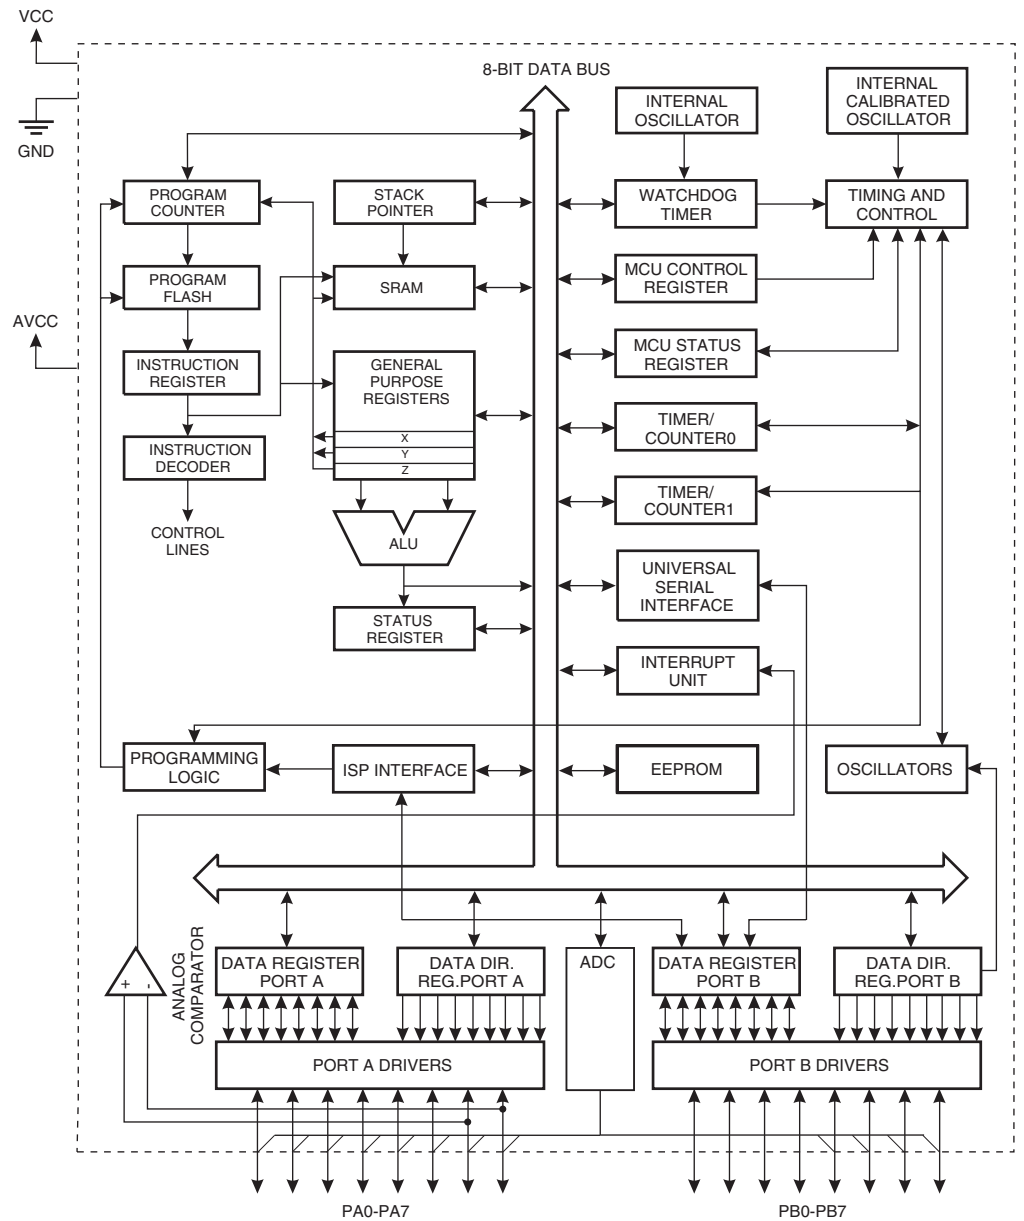 VCC
8-BIT DATA BUS
INTERNAL
OSCILLATOR
INTERNAL
CALIBRATED
OSCILLATOR
GND
PROGRAM
COUNTER
STACK
POINTER
WATCHDOG
TIMER
TIMING AND
CONTROL
PROGRAM
FLASH
SRAM
MCU CONTROL
REGISTER
AVCC
INSTRUCTION
REGISTER
GENERAL
PURPOSE
REGISTERS
X
Y
Z
MCU STATUS
REGISTER
TIMER/
COUNTER0
INSTRUCTION
DECODER
TIMER/
COUNTER1
CONTROL
LINES
ALU
UNIVERSAL
SERIAL
INTERFACE
STATUS
REGISTER
INTERRUPT
UNIT
PROGRAMMING
LOGIC
ISP INTERFACE
EEPROM
OSCILLATORS
ANALOG
COMPARATOR
+
-
DATA REGISTER
PORT A
DATA DIR.
REG.PORT A
ADC
DATA REGISTER
PORT B
DATA DIR.
REG.PORT B
PORT A DRIVERS
PORT B DRIVERS
PA0-PA7
PB0-PB7